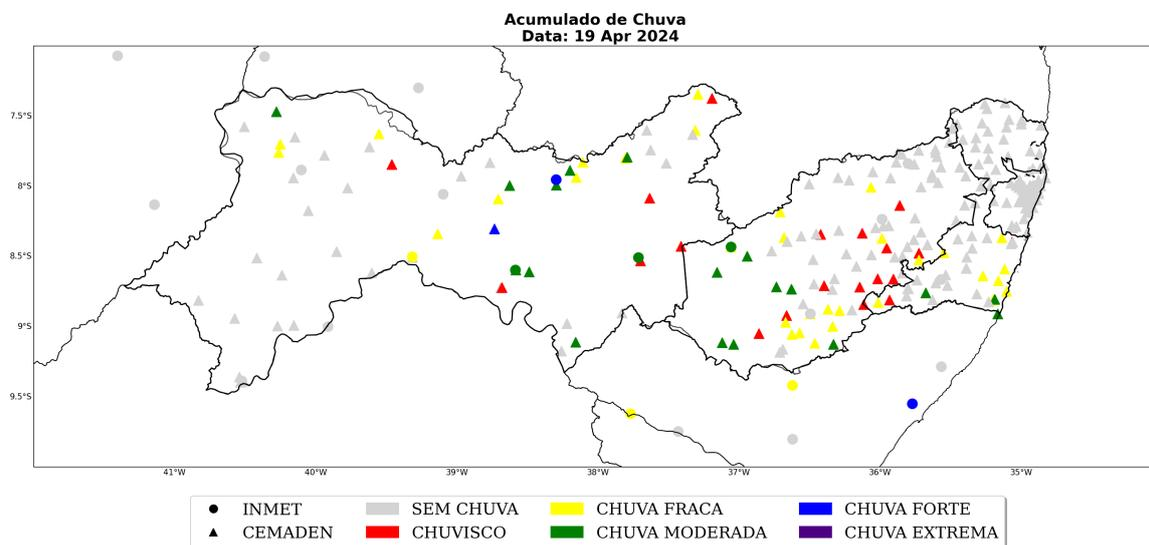 Acumulado de Chuva
Data: 19 Apr 2024
7.5°S
8°S
8.5°S
9°S
9.5°S
41°W 40°W 39°W 38°W 37°W 36°W 35°W
INMET SEM CHUVA CHUVA FRACA CHUVA FORTE
CEMADEN CHUVISCO CHUVA MODERADA CHUVA EXTREMA